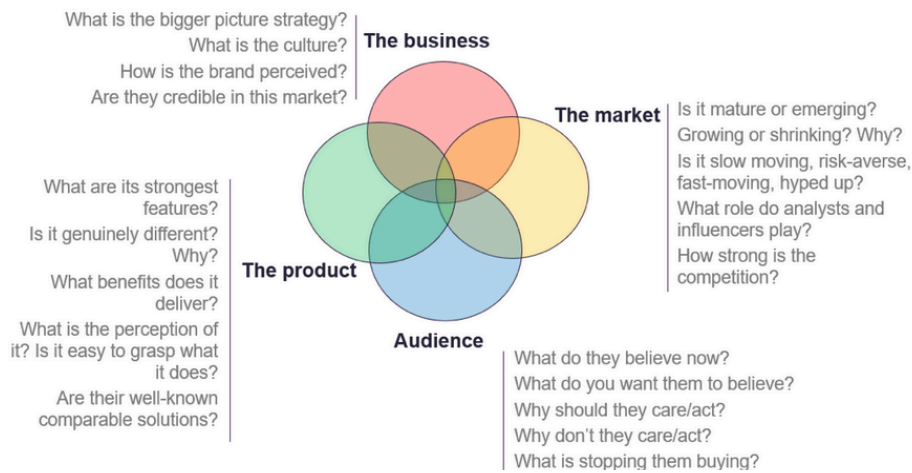 What is the bigger picture strategy?
What is the culture?
How is the brand perceived?
Are they credible in this market?
The business
The market
Is it mature or emerging?
Growing or shrinking? Why?
Is it slow moving, risk-averse,
fast-moving, hyped up?
What role do analysts and
influencers play?
How strong is the
competition?
What are its strongest
features?
Is it genuinely different?
Why?
What benefits does it
deliver?
What is the perception of
it? Is it easy to grasp what
it does?
Are their well-known
comparable solutions?
The product
Audience
What do they believe now?
What do you want them to believe?
Why should they care/act?
Why don't they care/act?
What is stopping them buying?